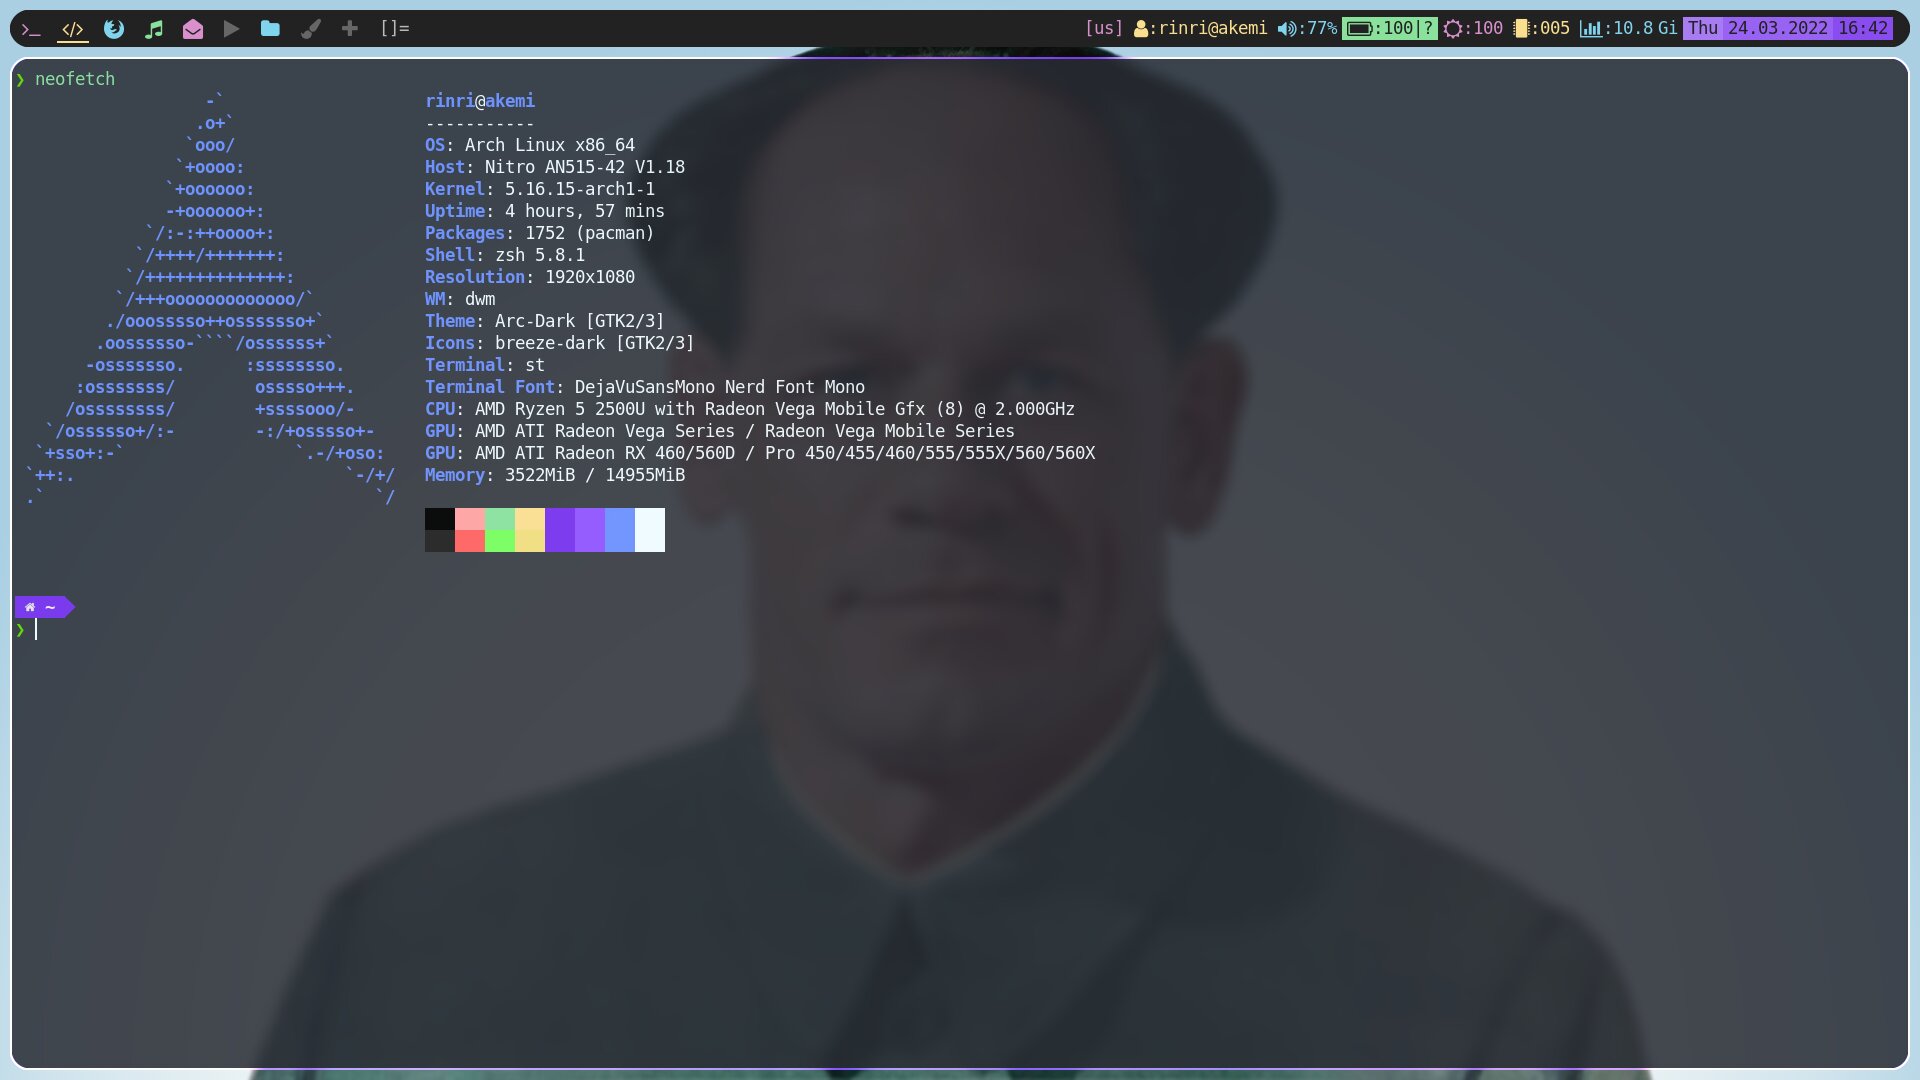 []= [us] :rinri@akemi :77% :100|? :100 :005 :10.8 Gi Thu 24.03.2022 16:42
❯ neofetch
-` rinri@akemi
.o+` -----------
`ooo/ OS: Arch Linux x86_64
`+oooo: Host: Nitro AN515-42 V1.18
`+oooooo: Kernel: 5.16.15-arch1-1
-+oooooo+: Uptime: 4 hours, 57 mins
`/:-:++oooo+: Packages: 1752 (pacman)
`/++++/+++++++: Shell: zsh 5.8.1
`/++++++++++++++: Resolution: 1920x1080
`/+++ooooooooooooo/` WM: dwm
./ooosssso++osssssso+` Theme: Arc-Dark [GTK2/3]
.oossssso-````/ossssss+` Icons: breeze-dark [GTK2/3]
-osssssso. :ssssssso. Terminal: st
:osssssss/ osssso+++. Terminal Font: DejaVuSansMono Nerd Font Mono
/ossssssss/ +ssssooo/- CPU: AMD Ryzen 5 2500U with Radeon Vega Mobile Gfx (8) @ 2.000GHz
`/ossssso+/:- -:/+osssso+- GPU: AMD ATI Radeon Vega Series / Radeon Vega Mobile Series
`+sso+:-` `.-/+oso: GPU: AMD ATI Radeon RX 460/560D / Pro 450/455/460/555/555X/560/560X
`++:. `-/+/ Memory: 3522MiB / 14955MiB
.` `/
~
❯